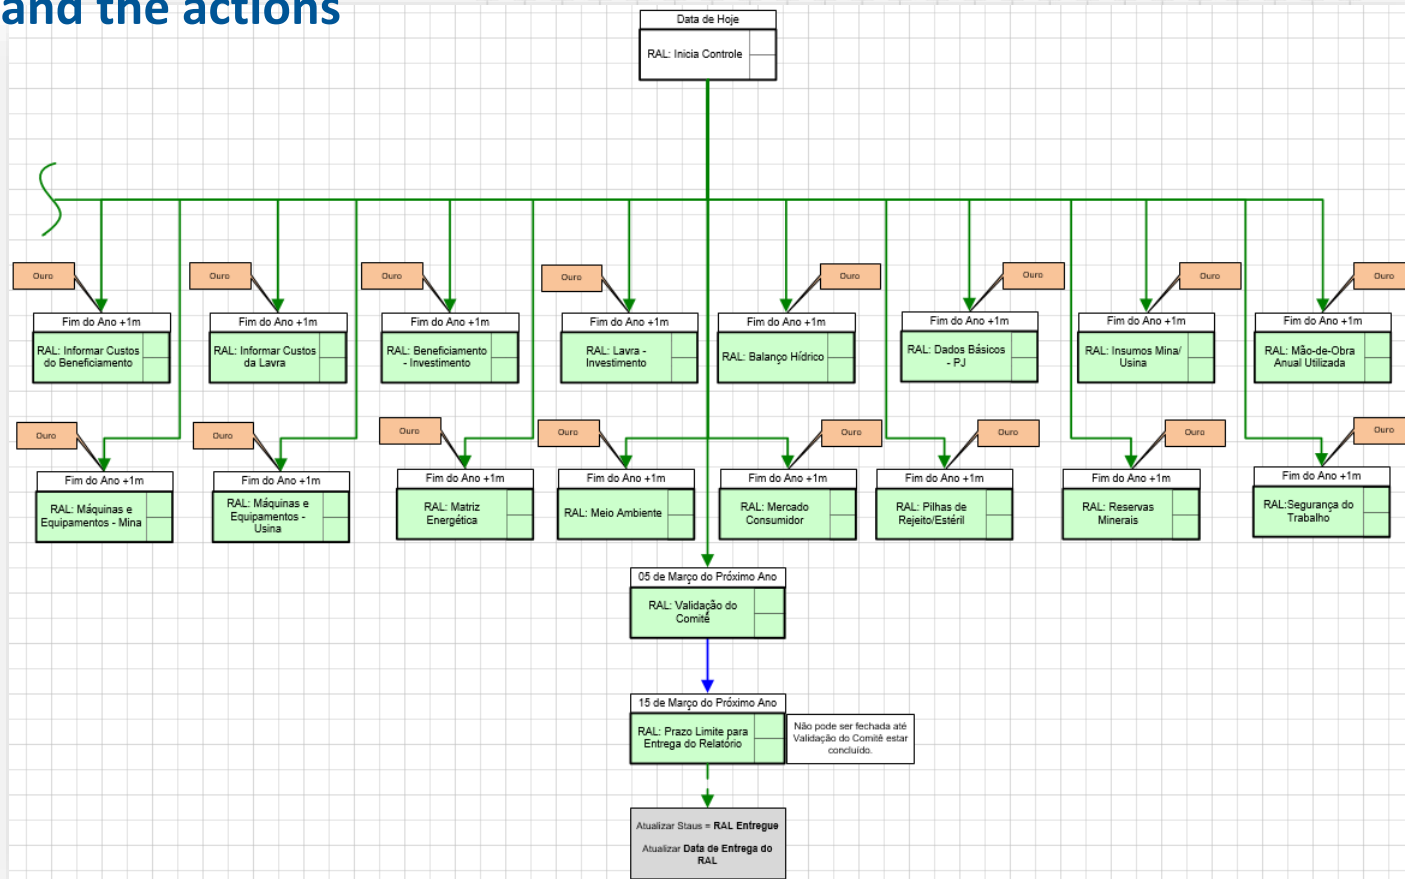 and the actions
Data de Hoje
RAL: Inicia Controle
Ouro
Ouro
Ouro
Ouro
Ouro
Ouro
Ouro
Ouro
Fim do Ano +1m
RAL: Informar Custos
do Beneficiamento
Fim do Ano +1m
RAL: Informar Custos
da Lavra
Fim do Ano +1m
RAL: Beneficiamento
- Investimento
Fim do Ano +1m
RAL: Lavra -
Investimento
Fim do Ano +1m
RAL: Balanço Hídrico
Fim do Ano +1m
RAL: Dados Básicos
- PJ
Fim do Ano +1m
RAL: Insumos Mina/
Usina
Fim do Ano +1m
RAL: Mão-de-Obra
Anual Utilizada
Ouro
Ouro
Ouro
Ouro
Ouro
Ouro
Ouro
Ouro
Fim do Ano +1m
RAL: Máquinas e
Equipamentos - Mina
Fim do Ano +1m
RAL: Máquinas e
Equipamentos -
Usina
Fim do Ano +1m
RAL: Matriz
Energética
Fim do Ano +1m
RAL: Meio Ambiente
Fim do Ano +1m
RAL: Mercado
Consumidor
Fim do Ano +1m
RAL: Pilhas de
Rejeito/Estéril
Fim do Ano +1m
RAL: Reservas
Minerais
Fim do Ano +1m
RAL:Segurança do
Trabalho
05 de Março do Próximo Ano
RAL: Validação do
Comitê
15 de Março do Próximo Ano
RAL: Prazo Limite para
Entrega do Relatório
Não pode ser fechada até
Validação do Comitê estar
concluído.
Atualizar Staus = RAL Entregue
Atualizar Data de Entrega do
RAL